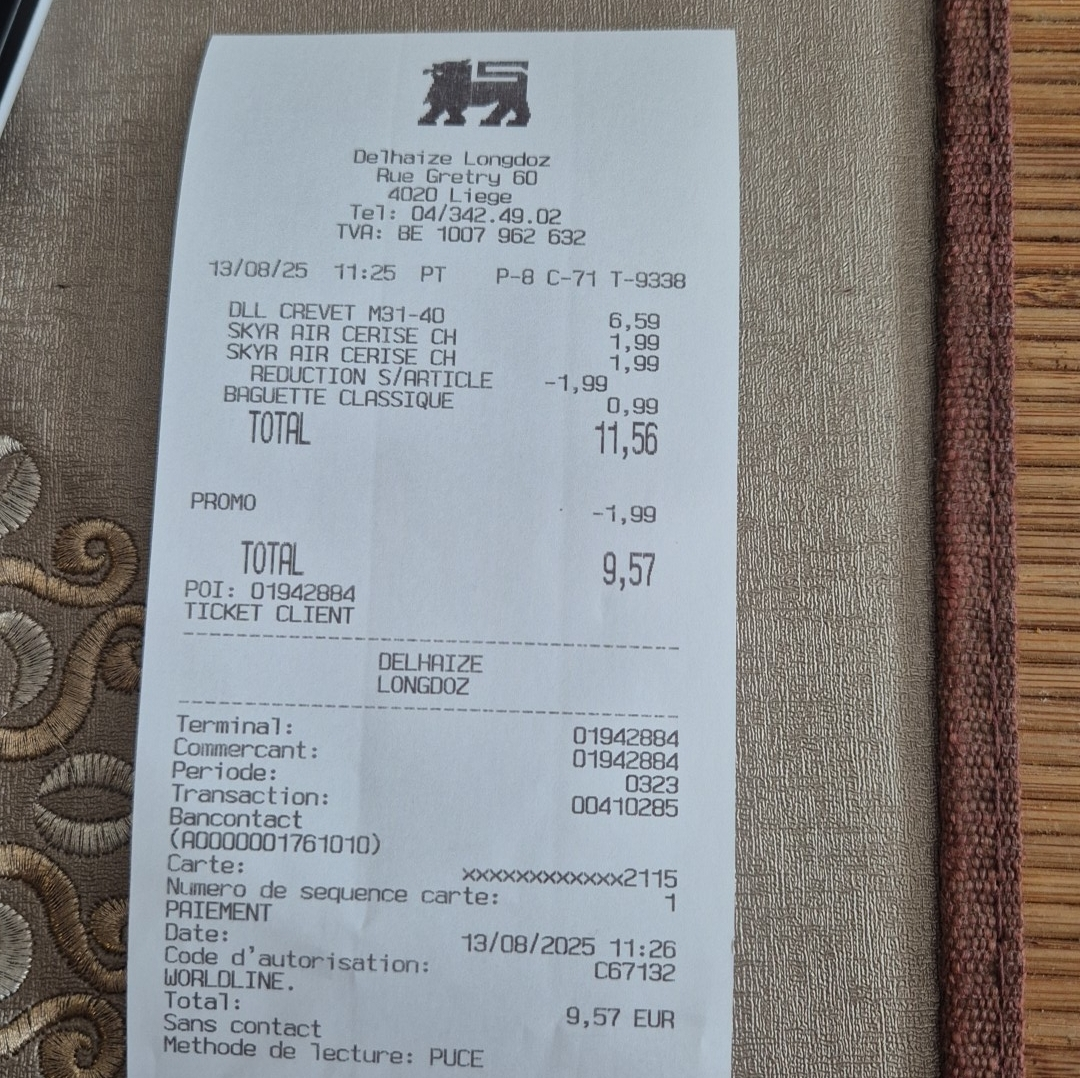 Delhaize Longdoz
Rue Gretry 60
4020 Liege
Tel: 04/342.49.02
TVA: BE 1007 962 632
13/08/25 11:25 PT P-8 C-71 T-9338
DLL CREVET M31-40 6,59
SKYR AIR CERISE CH 1,99
SKYR AIR CERISE CH 1,99
REDUCTION S/ARTICLE -1,99
BAGUETTE CLASSIQUE 0,99
TOTAL 11,56
PROMO -1,99
TOTAL 9,57
POI: 01942884
TICKET CLIENT
DELHAIZE
LONGDOZ
Terminal: 01942884
Commercant: 01942884
Periode: 0323
Transaction: 00410285
Bancontact
(A0000001761010)
Carte: xxxxxxxxxxxxx2115
Numero de sequence carte: 1
PAIEMENT
Date: 13/08/2025 11:26
Code d'autorisation: C67132
WORLDLINE.
Total: 9,57 EUR
Sans contact
Methode de lecture: PUCE